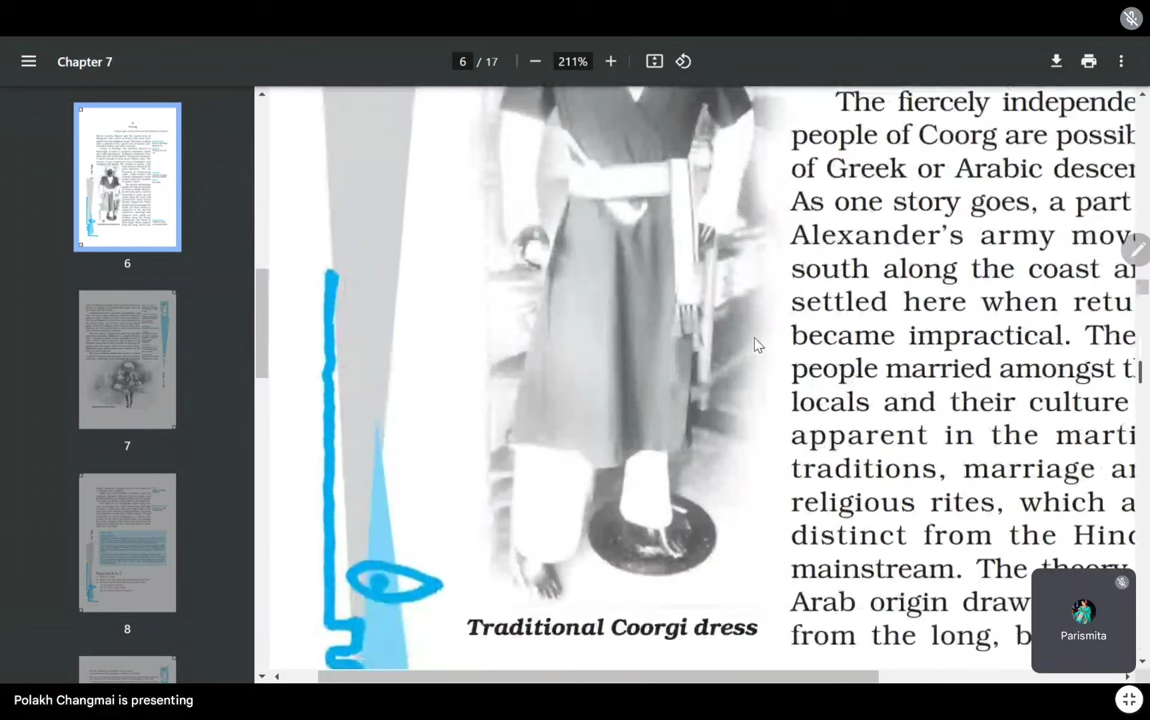 Chapter 7
6 / 17
211%
6
7
8
The fiercely independe
people of Coorg are possib
of Greek or Arabic descen
As one story goes, a part
Alexander's army mov
south along the coast a
settled here when retu
became impractical. The
people married amongst t
locals and their culture
apparent in the marti
traditions, marriage a
religious rites, which a
distinct from the Hind
mainstream. The theory
Arab origin draw
from the long, b
Traditional Coorgi dress
Parismita
Polakh Changmai is presenting